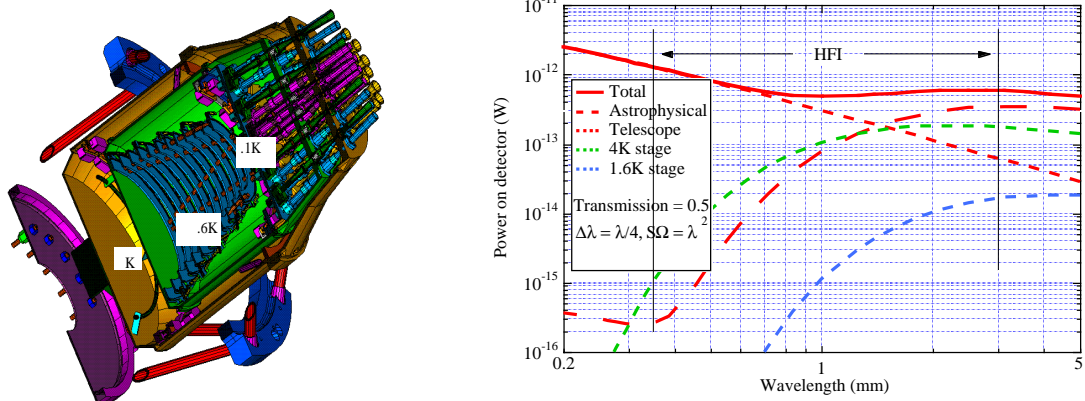 .1K
.6K
K
10-11
10-12
10-13
10-14
10-15
10-16
Power on detector (W)
HFI
Total
Astrophysical
Telescope
4K stage
1.6K stage
Transmission = 0.5
Δλ = λ/4, SΩ = λ2
0.2
1
5
Wavelength (mm)